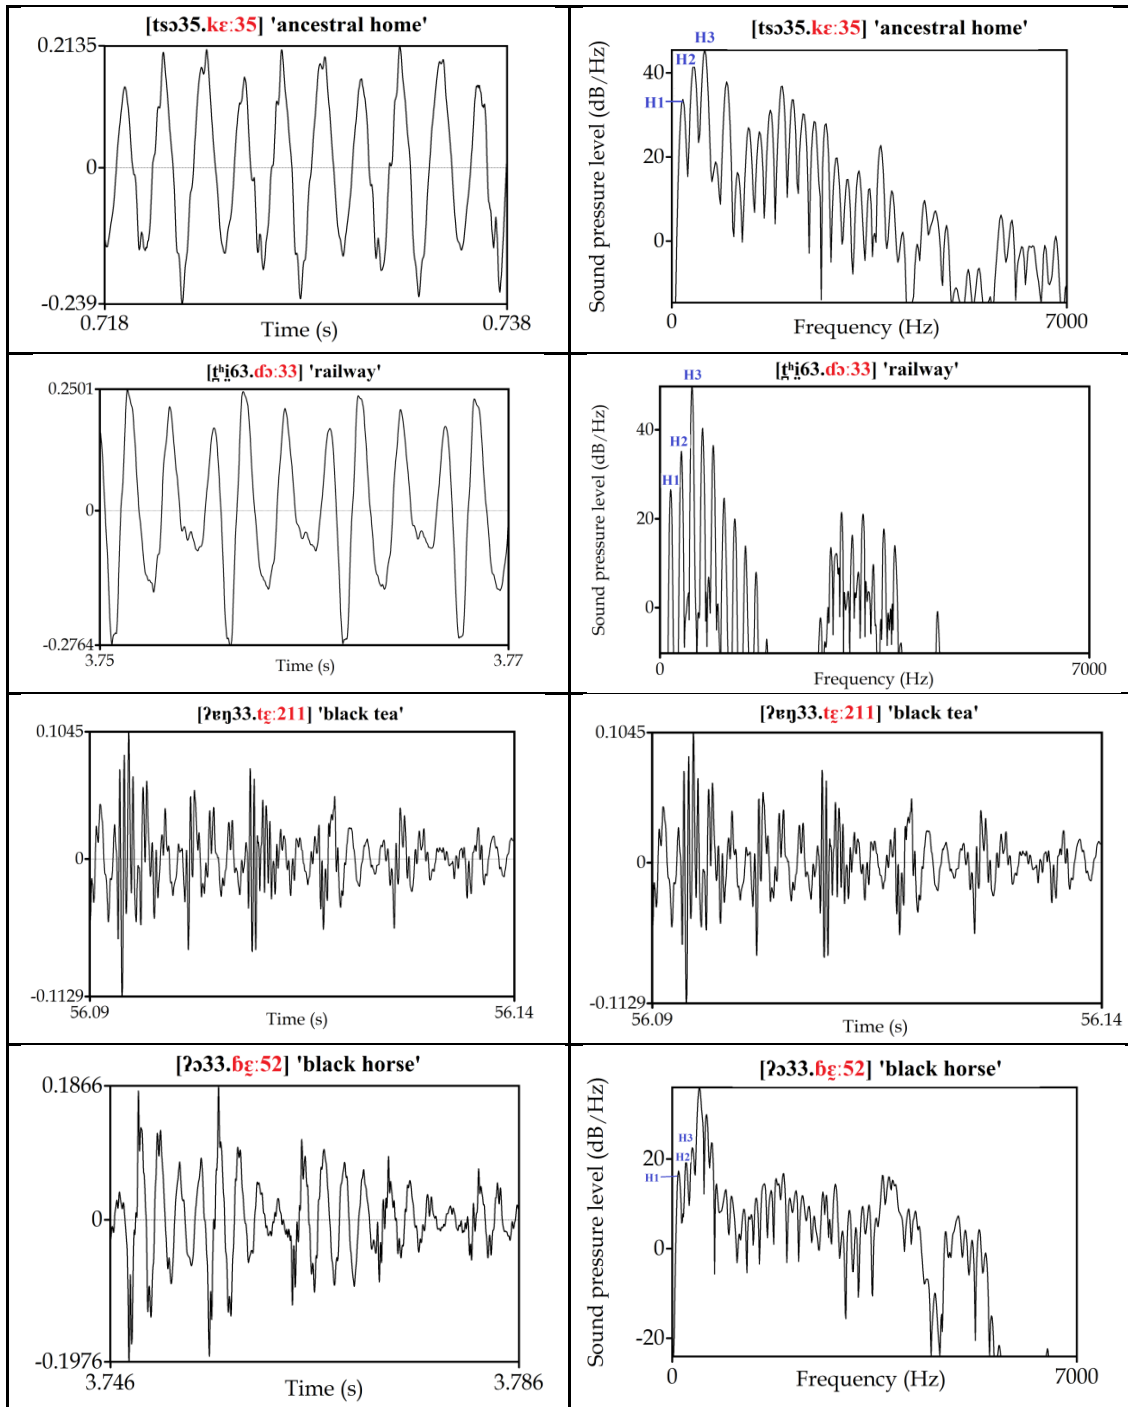 [tsɔ35.kɛː35] 'ancestral home'
0.2135
0
-0.239
0.718
0.738
Time (s)
[tsɔ35.kɛː35] 'ancestral home'
Sound pressure level (dB/Hz)
40
20
0
H1
H2
H3
0
7000
Frequency (Hz)
[t̪ʰi̤63.ɗɔː33] 'railway'
0.2501
0
-0.2764
3.75
3.77
Time (s)
[t̪ʰi̤63.ɗɔː33] 'railway'
Sound pressure level (dB/Hz)
40
20
0
H1
H2
H3
0
7000
Frequency (Hz)
[ʔɐŋ33.tɛ̰ː211] 'black tea'
0.1045
0
-0.1129
56.09
56.14
Time (s)
[ʔɐŋ33.tɛ̰ː211] 'black tea'
0.1045
0
-0.1129
56.09
56.14
Time (s)
[ʔɔ33.ɓɛ̰ː52] 'black horse'
0.1866
0
-0.1976
3.746
3.786
Time (s)
[ʔɔ33.ɓɛ̰ː52] 'black horse'
Sound pressure level (dB/Hz)
20
0
-20
H1
H2
H3
0
7000
Frequency (Hz)